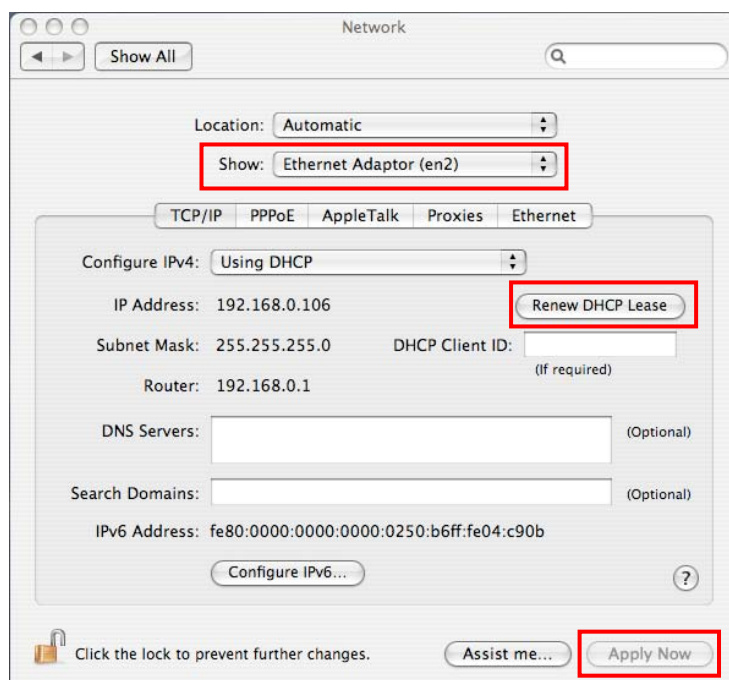 Network
Show All
Location: Automatic
Show: Ethernet Adaptor (en2)
TCP/IP PPPoE AppleTalk Proxies Ethernet
Configure IPv4: Using DHCP
IP Address: 192.168.0.106 Renew DHCP Lease
Subnet Mask: 255.255.255.0 DHCP Client ID:
(If required)
Router: 192.168.0.1
DNS Servers: (Optional)
Search Domains: (Optional)
IPv6 Address: fe80:0000:0000:0000:0250:b6ff:fe04:c90b
Configure IPv6... ?
Click the lock to prevent further changes. Assist me... Apply Now